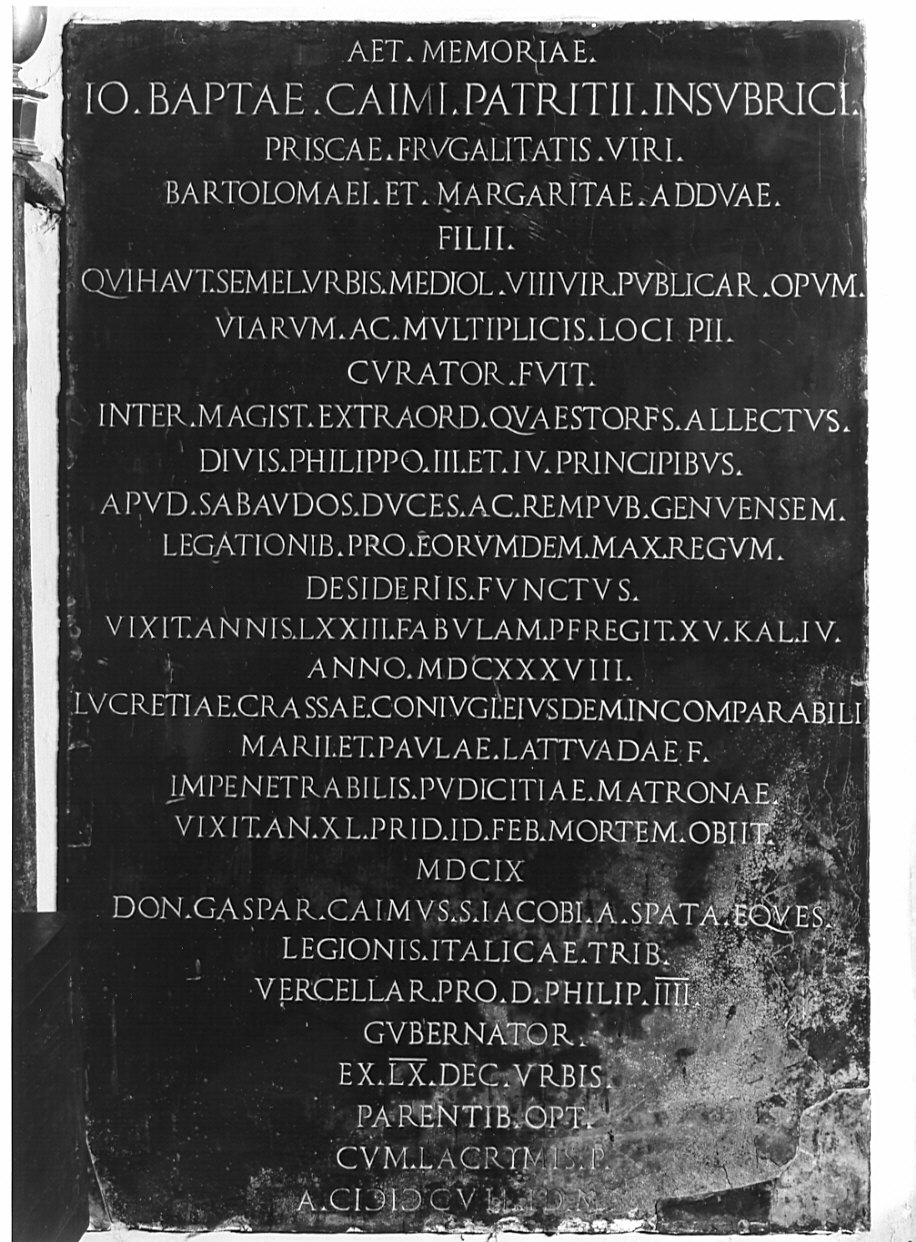 AET. MEMORIAE.
IO. BAPTAE. CAIMI. PATRITII. INSVBRICI.
PRISCAE. FRVGALITATIS. VIRI.
BARTOLOMAEI. ET. MARGARITAE. ADDVAE.
FILII.
QVIHAVT. SEMEL. VRBIS. MEDIOL. VIIIVIR. PVBLICAR. OPVM.
VIARVM. AC. MVLTIPLICIS. LOCI PII.
CVRATOR. FVIT.
INTER. MAGIST. EXTRAORD. QVAESTORFS. ALLECTVS.
DIVIS. PHILIPPO. III. ET. IV. PRINCIPIBVS.
APVD. SABAVDOS. DVCES. AC. REMPVB. GENVENSEM.
LEGATIONIB. PRO. EORVMDEM. MAX. REGVM.
DESIDERIIS. FVNCTVS.
VIXIT. ANNIS. LXXIII. FABVLAM. PFREGIT. XV. KAL. IV.
ANNO. MDCXXXVIII.
LVCRETIAE. CRASSAE. CONIVGI. EIVSDEM. INCOMPARABILI
MARII. ET. PAVLAE. LATTVADAE F.
IMPENETRABILIS. PVDICITIAE. MATRONAE.
VIXIT. AN. XL. PRID. ID. FEB. MORTEM. OBIIT.
MDCIX
DON. GASPAR. CAIMVS. S. IACOBI. A. SPATA. EQVES.
LEGIONIS. ITALICAE. TRIB.
VERCELLAR. PRO. D. PHILIP. IIII.
GVBERNATOR.
EX. LX. DEC. VRBIS.
PARENTIB. OPT.
CVM. LACRYMIS. P.